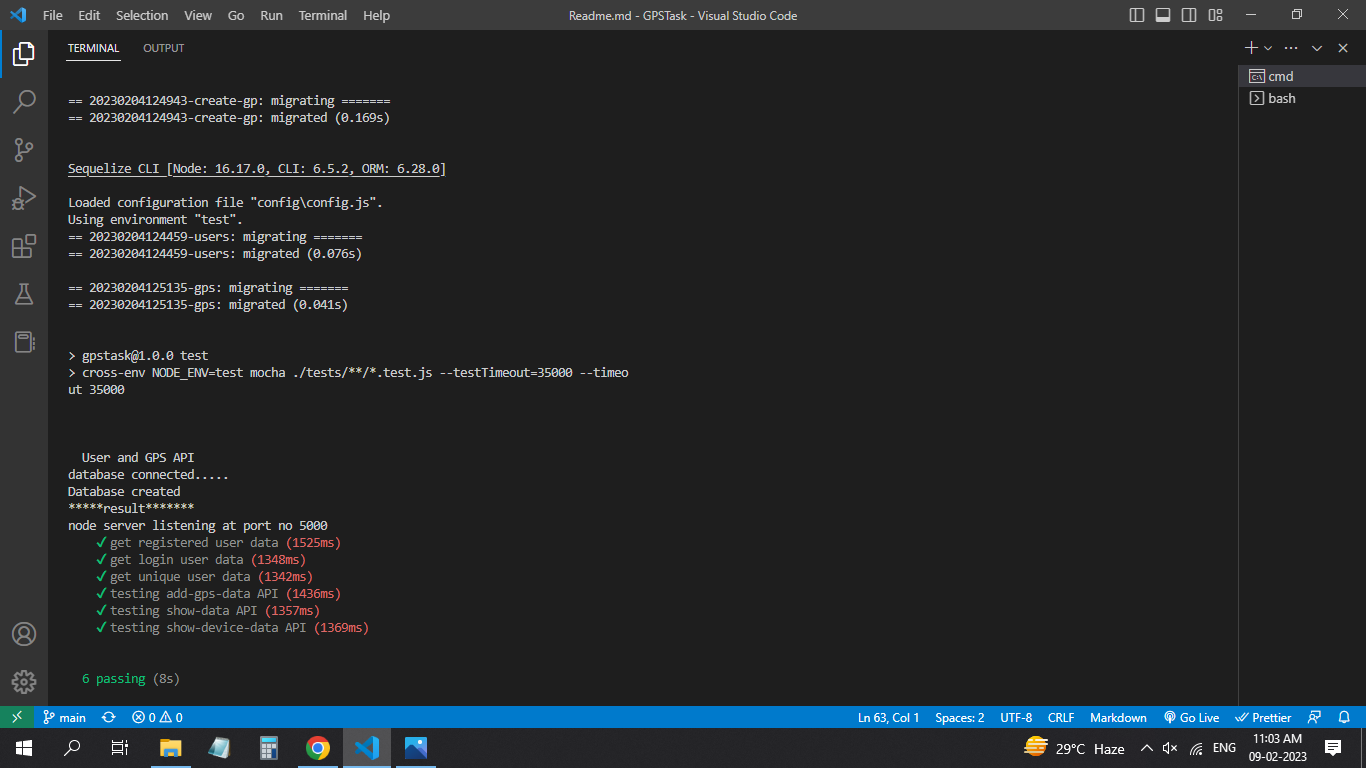 File Edit Selection View Go Run Terminal Help
Readme.md - GPSTask - Visual Studio Code
TERMINAL OUTPUT
cmd
bash
== 20230204124943-create-gp: migrating =======
== 20230204124943-create-gp: migrated (0.169s)
Sequelize CLI [Node: 16.17.0, CLI: 6.5.2, ORM: 6.28.0]
Loaded configuration file "config\config.js".
Using environment "test".
== 20230204124459-users: migrating =======
== 20230204124459-users: migrated (0.076s)
== 20230204125135-gps: migrating =======
== 20230204125135-gps: migrated (0.041s)
> gpstask@1.0.0 test
> cross-env NODE_ENV=test mocha ./tests/**/*.test.js --testTimeout=35000 --timeo
ut 35000
User and GPS API
database connected.....
Database created
*****result*******
node server listening at port no 5000
✓ get registered user data (1525ms)
✓ get login user data (1348ms)
✓ get unique user data (1342ms)
✓ testing add-gps-data API (1436ms)
✓ testing show-data API (1357ms)
✓ testing show-device-data API (1369ms)
6 passing (8s)
main 0 0 Ln 63, Col 1 Spaces: 2 UTF-8 CRLF Markdown Go Live Prettier
29°C Haze ENG 11:03 AM
09-02-2023